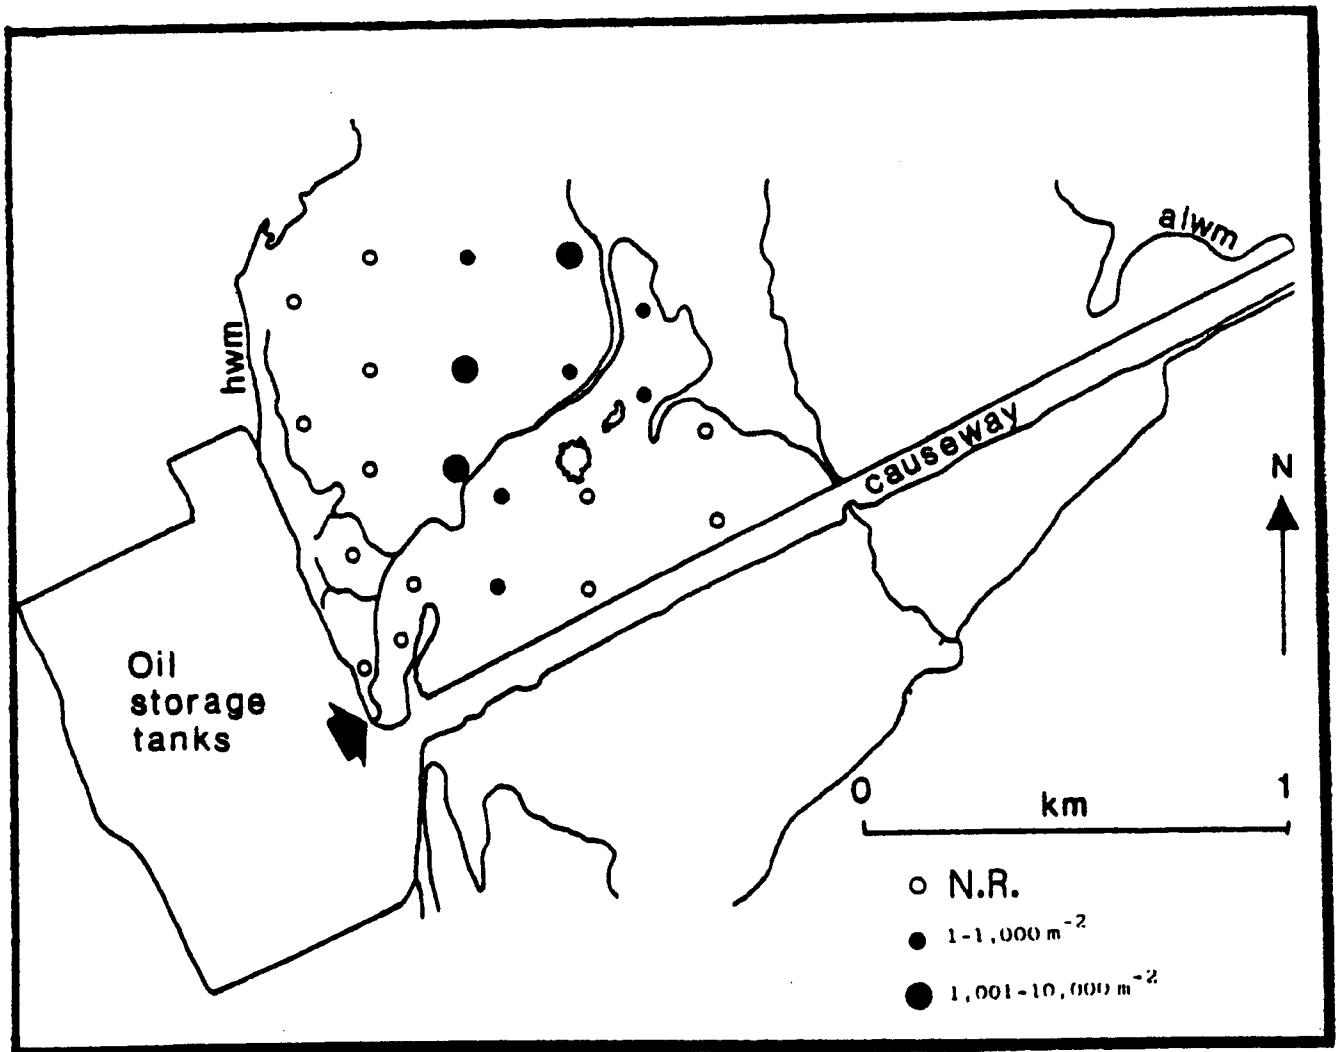 alwm
hwm
causeway
N
Oil
storage
tanks
0 1
km
N.R.
1-1,000 m⁻²
1,001-10,000 m⁻²